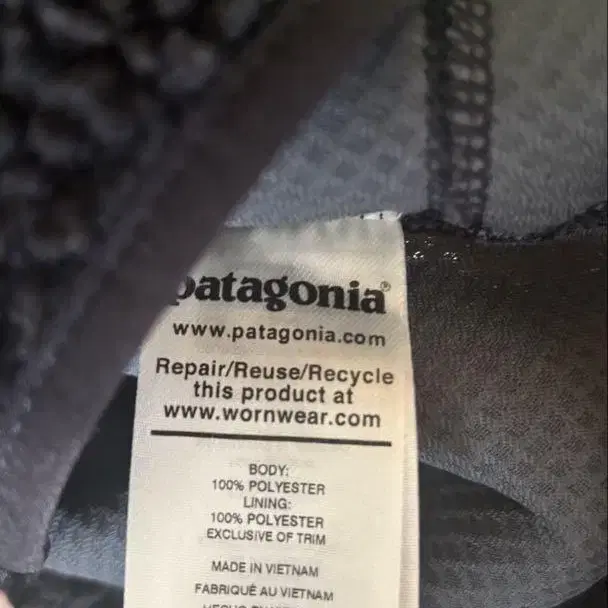 patagonia®
www.patagonia.com
Repair/Reuse/Recycle
this product at
www.wornwear.com
BODY:
100% POLYESTER
LINING:
100% POLYESTER
EXCLUSIVE OF TRIM
MADE IN VIETNAM
FABRIQUÉ AU VIETNAM
HECHO